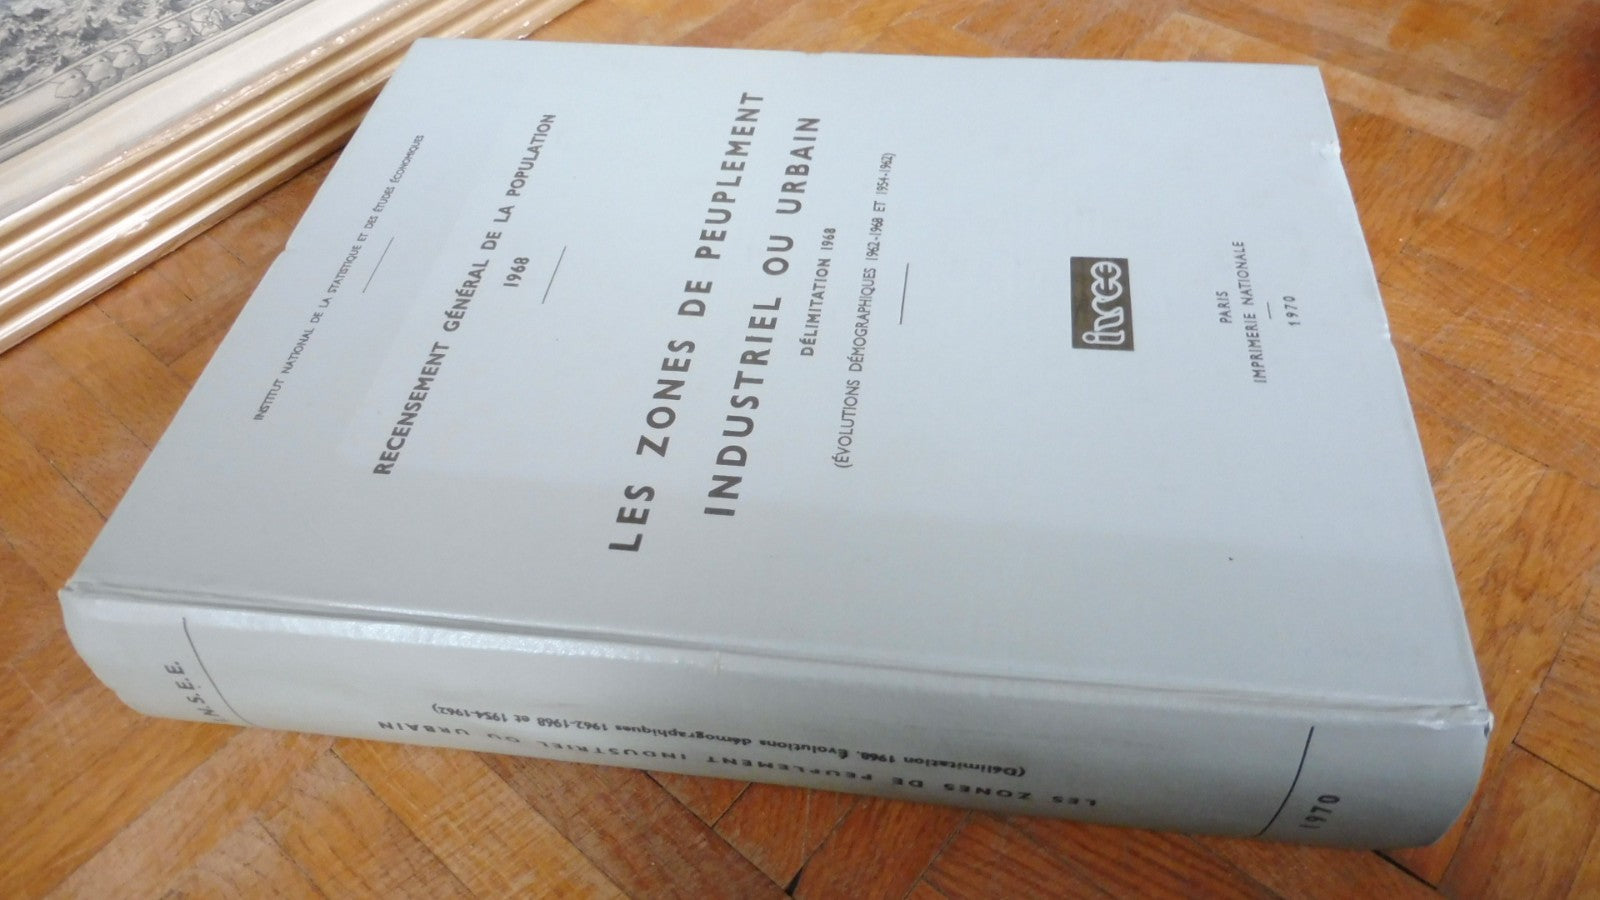 INSTITUT NATIONAL DE LA STATISTIQUE ET DES ÉTUDES ÉCONOMIQUES
RECENSEMENT GÉNÉRAL DE LA POPULATION
1968
LES ZONES DE PEUPLEMENT
INDUSTRIEL OU URBAIN
DÉLIMITATION 1968
(ÉVOLUTIONS DÉMOGRAPHIQUES 1962-1968 ET 1954-1962)
insee
PARIS
IMPRIMERIE NATIONALE
1970
N.S.E.E.
LES ZONES DE PEUPLEMENT INDUSTRIEL OU URBAIN
(Délimitation 1968. Évolutions démographiques 1962-1968 et 1954-1962)
1970